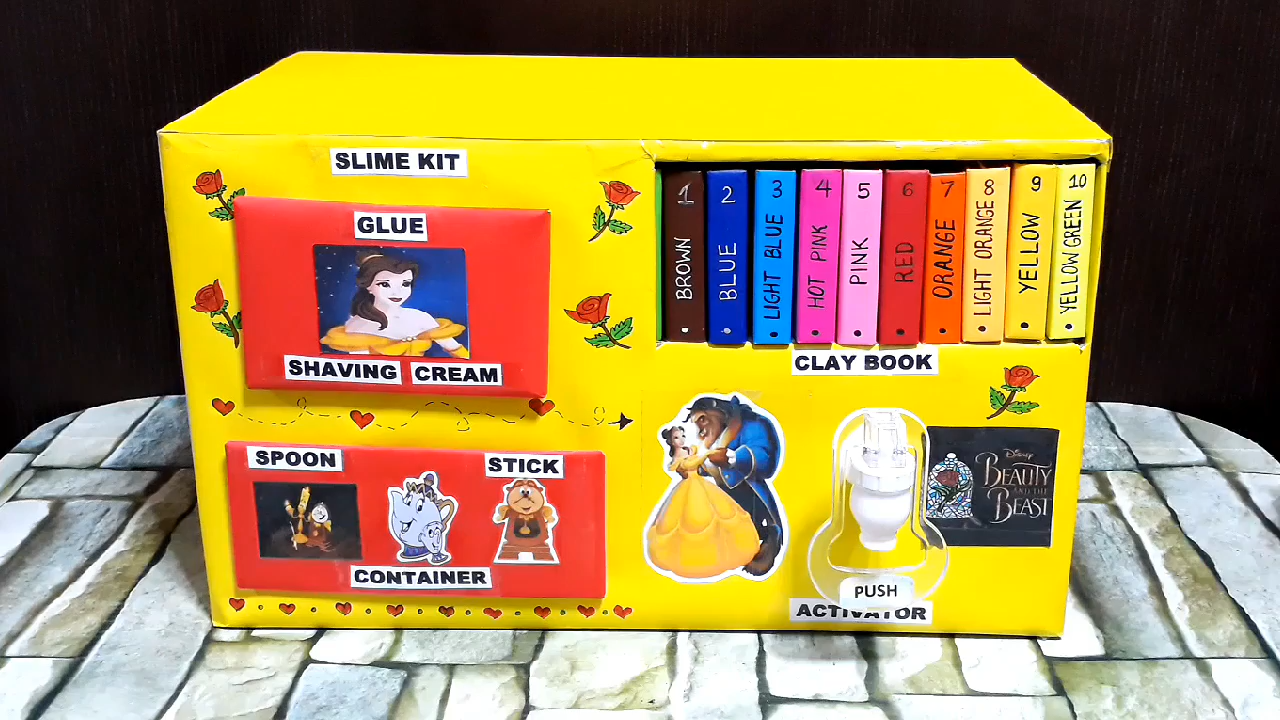 SLIME KIT
GLUE
SHAVING CREAM
SPOON
STICK
CONTAINER
1 BROWN
2 BLUE
3 LIGHT BLUE
4 HOT PINK
5 PINK
6 RED
7 ORANGE
8 LIGHT ORANGE
9 YELLOW
10 YELLOW GREEN
CLAY BOOK
Disney
BEAUTY
AND THE
BEAST
PUSH
ACTIVATOR